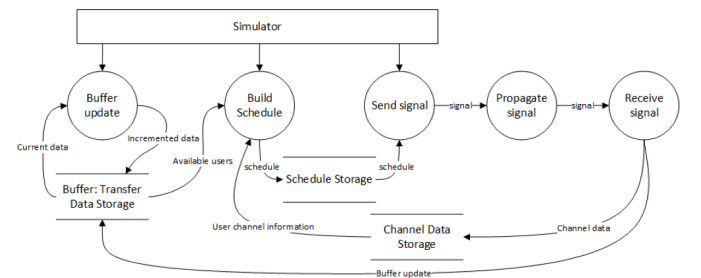 Simulator
Buffer
update
Build
Schedule
Send signal
signal
Propagate
signal
signal
Receive
signal
Current data
Incremented data
Available users
schedule
schedule
Buffer: Transfer
Data Storage
Schedule Storage
User channel information
Channel Data
Storage
Channel data
Buffer update